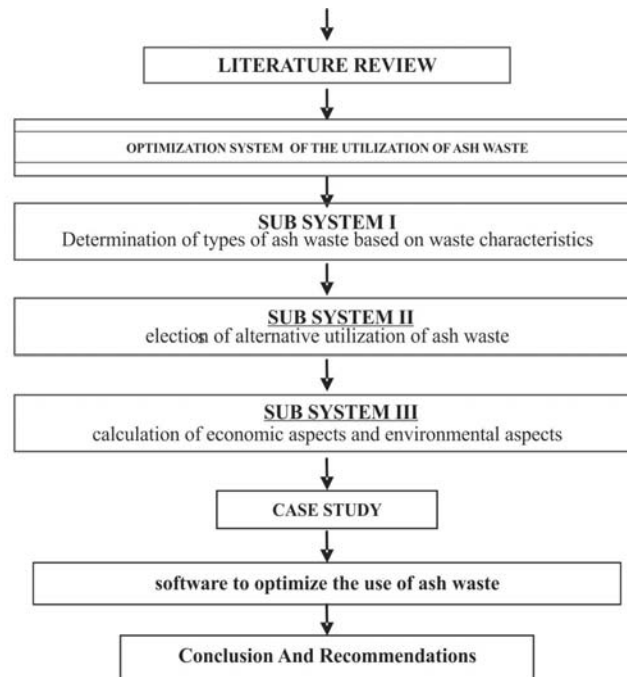 LITERATURE REVIEW
OPTIMIZATION SYSTEM OF THE UTILIZATION OF ASH WASTE
SUB SYSTEM I
Determination of types of ash waste based on waste characteristics
SUB SYSTEM II
elections of alternative utilization of ash waste
SUB SYSTEM III
calculation of economic aspects and environmental aspects
CASE STUDY
software to optimize the use of ash waste
Conclusion And Recommendations